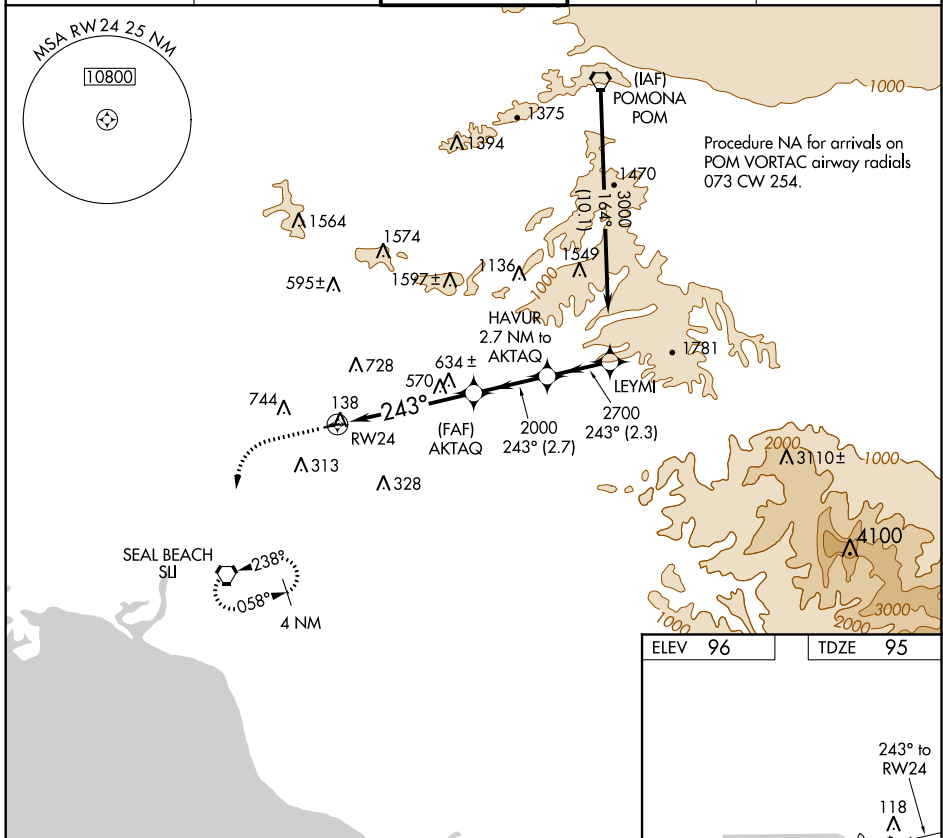 MSA RW24 25 NM
10800
(IAF)
POMONA
POM
1000
1375
1394
Procedure NA for arrivals on
POM VORTAC airway radials
073 CW 254.
1470
3000
164°
(10.1)
1564
1574
1136
1549
595±
1597±
1000
HAVUR
2.7 NM to
AKTAQ
1781
728
634 ±
570
LEYMI
744
138
243°
2700
243° (2.3)
RW24
(FAF)
AKTAQ
2000
243° (2.7)
313
328
2000
3110±
1000
4100
SEAL BEACH
SLI
238°
058°
4 NM
1000
2000
3000
ELEV 96
TDZE 95
243° to
RW24
118